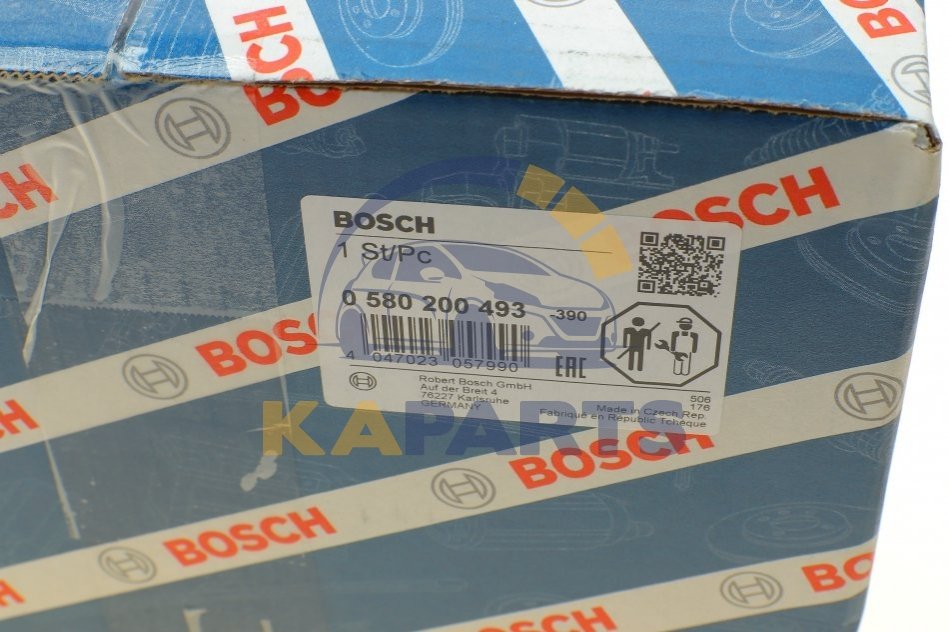 BOSCH
BOSCH
BOSCH
BOSCH
BOSCH
1 St/Pc
0 580 200 493 -390
4 047023 057990
EAC
Robert Bosch GmbH
Auf der Breit 4
76227 Karlsruhe
GERMANY
506
176
Made in Czech Rep.
Fabriqué en République Tchèque
KAPARTS
BOSCH
BOSCH